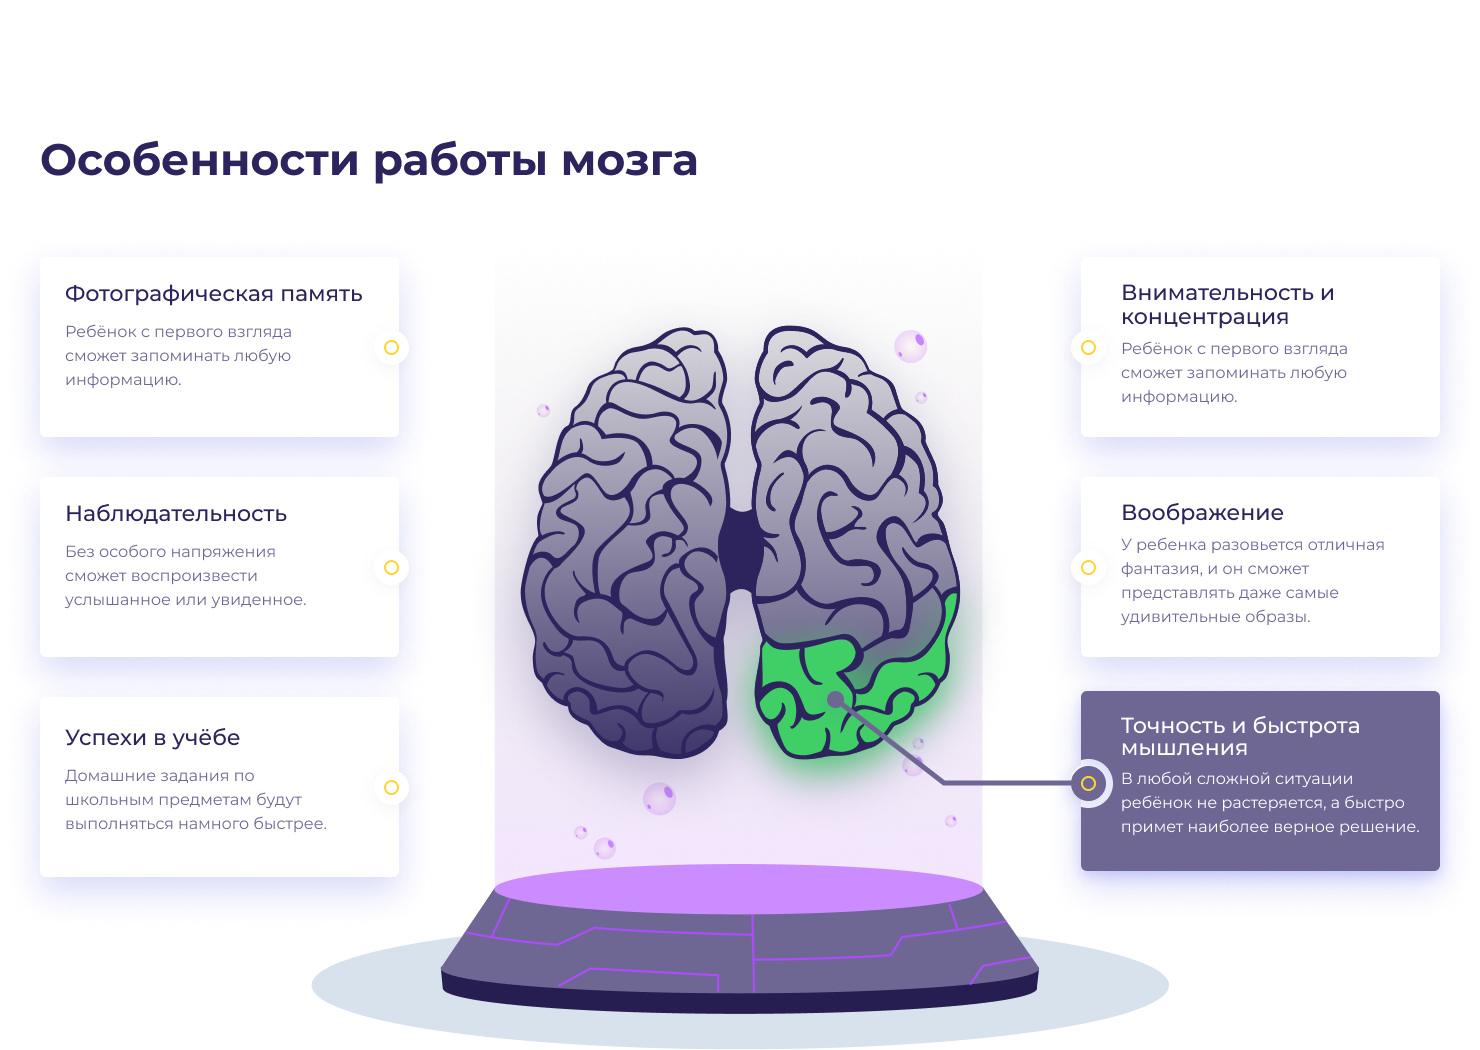 Особенности работы мозга
Фотографическая память
Ребёнок с первого взгляда
сможет запоминать любую
информацию.
Наблюдательность
Без особого напряжения
сможет воспроизвести
услышанное или увиденное.
Успехи в учёбе
Домашние задания по
школьным предметам будут
выполняться намного быстрее.
Внимательность и
концентрация
Ребёнок с первого взгляда
сможет запоминать любую
информацию.
Воображение
У ребенка разовьется отличная
фантазия, и он сможет
представлять даже самые
удивительные образы.
Точность и быстрота
мышления
В любой сложной ситуации
ребёнок не растеряется, а быстро
примет наиболее верное решение.